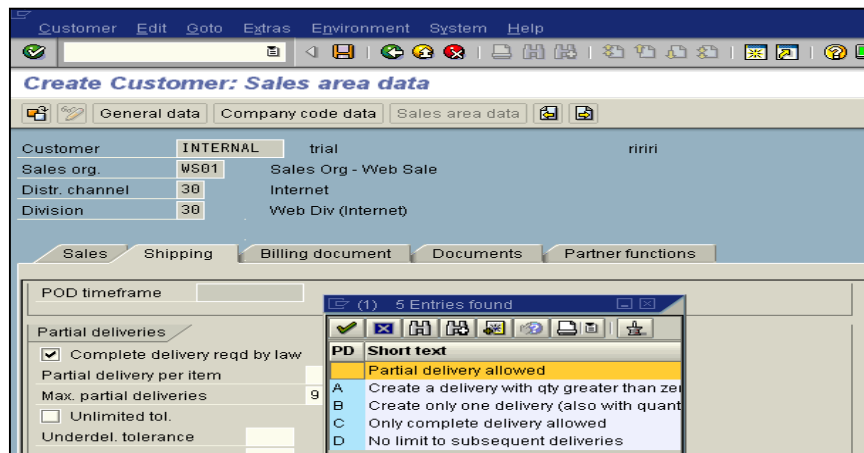 Customer Edit Goto Extras Environment System Help
Create Customer: Sales area data
General data Company code data Sales area data
Customer INTERNAL trial ririri
Sales org. WS01 Sales Org - Web Sale
Distr. channel 30 Internet
Division 30 Web Div (Internet)
Sales Shipping Billing document Documents Partner functions
POD timeframe
(1) 5 Entries found
Partial deliveries
Complete delivery reqd by law
Partial delivery per item
Max. partial deliveries 9
Unlimited tol.
Underdel. tolerance
PD Short text
Partial delivery allowed
A Create a delivery with qty greater than zer
B Create only one delivery (also with quant
C Only complete delivery allowed
D No limit to subsequent deliveries